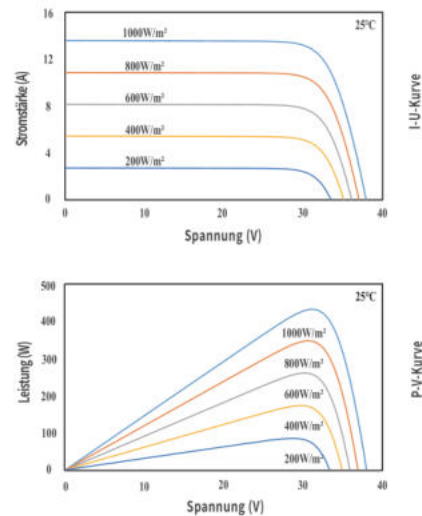 16
25°C
1000W/m²
12
800W/m²
8
600W/m²
400W/m²
4
200W/m²
0
0
10
20
30
40
Stromstärke (A)
Spannung (V)
I-U-Kurve
500
25°C
400
1000W/m²
300
800W/m²
200
600W/m²
400W/m²
100
200W/m²
0
0
10
20
30
40
Leistung (W)
Spannung (V)
P-V-Kurve